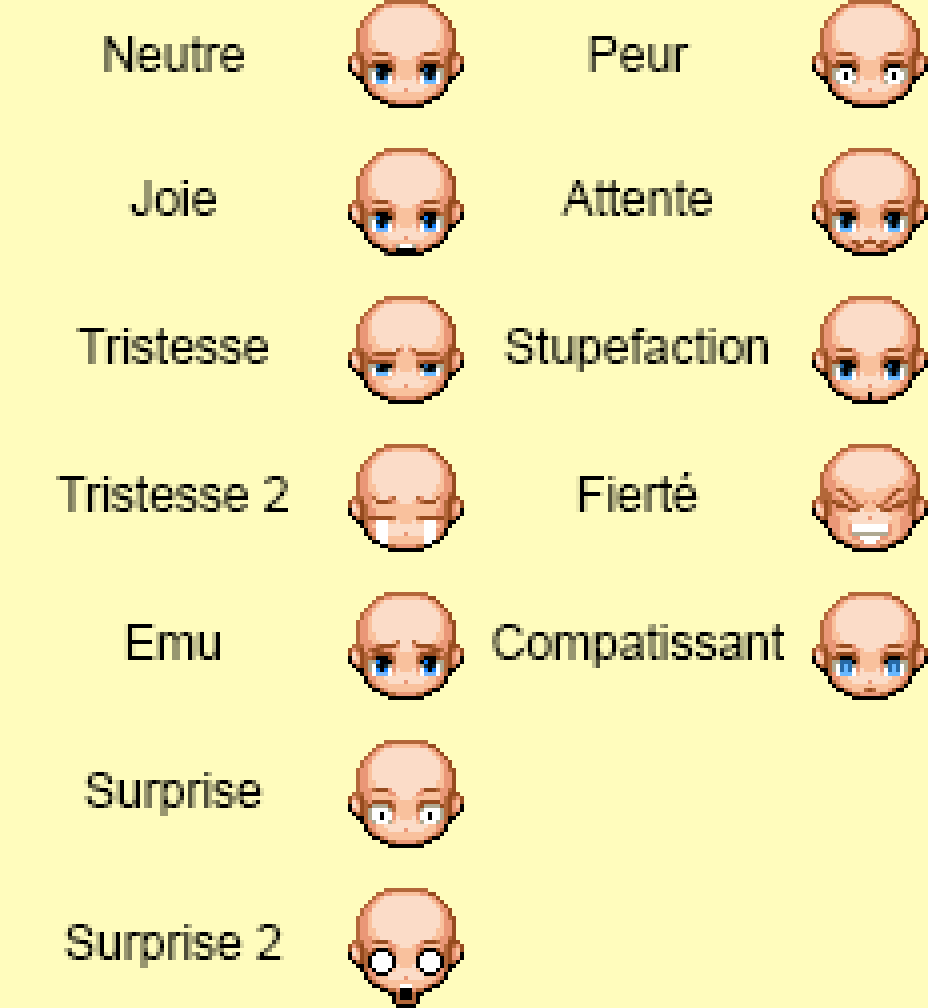 Neutre
Peur
Joie
Attente
Tristesse
Stupefaction
Tristesse 2
Fierté
Emu
Compatissant
Surprise
Surprise 2